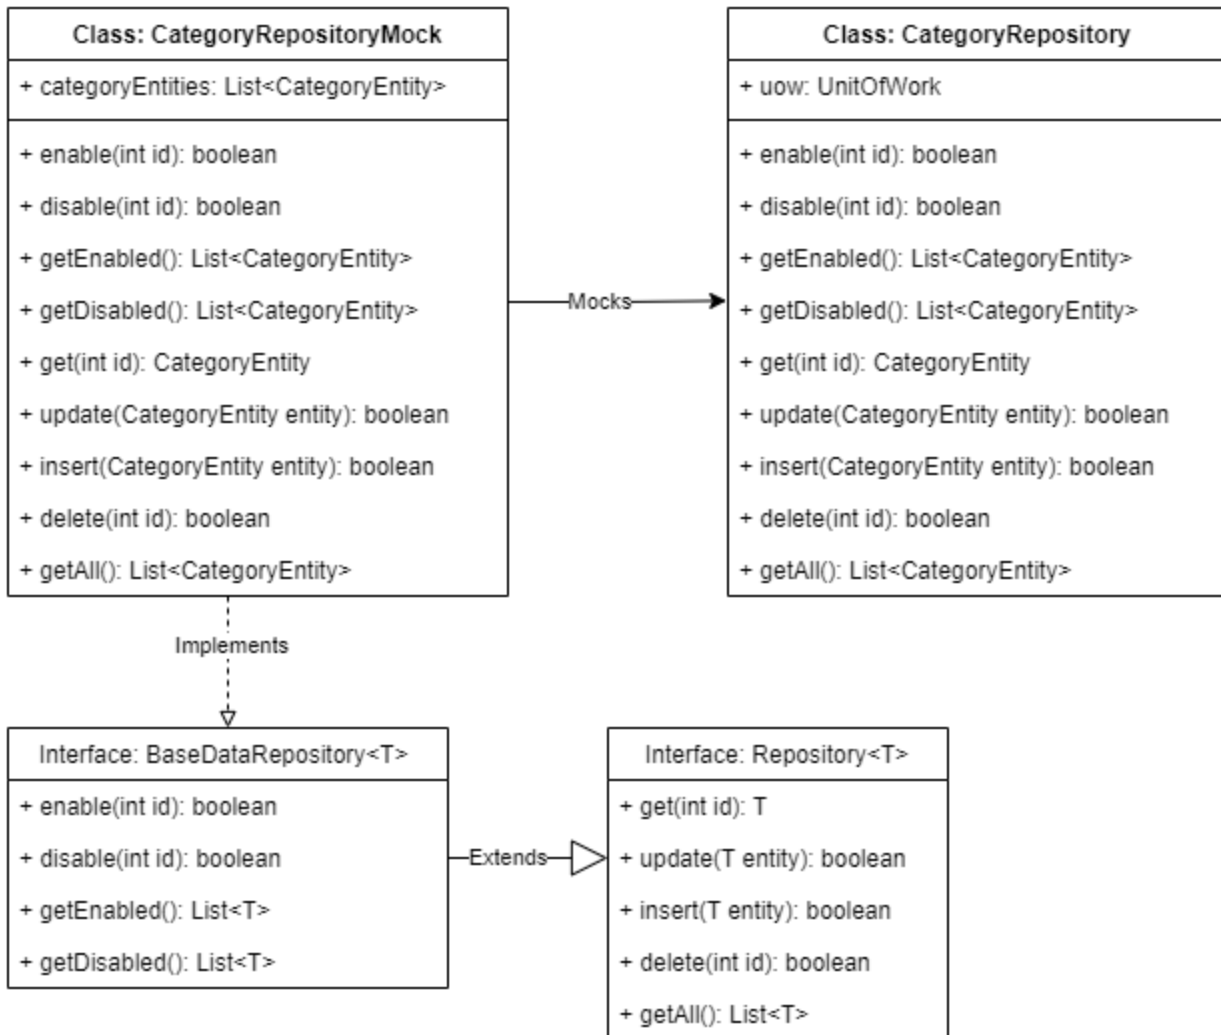 Class: CategoryRepositoryMock
+ categoryEntities: List<CategoryEntity>
+ enable(int id): boolean
+ disable(int id): boolean
+ getEnabled(): List<CategoryEntity>
+ getDisabled(): List<CategoryEntity>
+ get(int id): CategoryEntity
+ update(CategoryEntity entity): boolean
+ insert(CategoryEntity entity): boolean
+ delete(int id): boolean
+ getAll(): List<CategoryEntity>
Mocks
Class: CategoryRepository
+ uow: UnitOfWork
+ enable(int id): boolean
+ disable(int id): boolean
+ getEnabled(): List<CategoryEntity>
+ getDisabled(): List<CategoryEntity>
+ get(int id): CategoryEntity
+ update(CategoryEntity entity): boolean
+ insert(CategoryEntity entity): boolean
+ delete(int id): boolean
+ getAll(): List<CategoryEntity>
Implements
Interface: BaseDataRepository<T>
+ enable(int id): boolean
+ disable(int id): boolean
+ getEnabled(): List<T>
+ getDisabled(): List<T>
Extends
Interface: Repository<T>
+ get(int id): T
+ update(T entity): boolean
+ insert(T entity): boolean
+ delete(int id): boolean
+ getAll(): List<T>